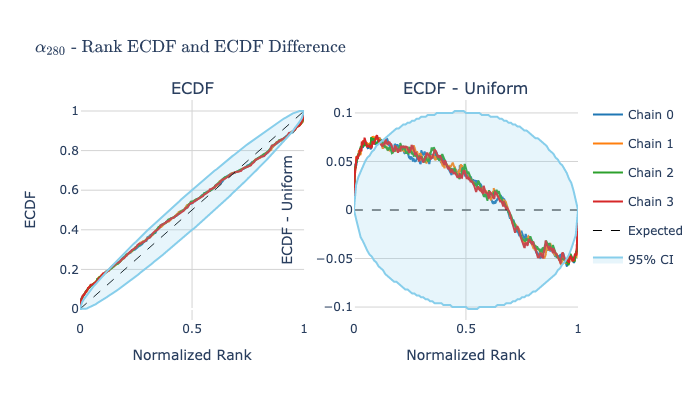 α₂₈₀ - Rank ECDF and ECDF Difference
ECDF
ECDF - Uniform
ECDF
1
0.8
0.6
0.4
0.2
0
0
0.5
1
Normalized Rank
ECDF - Uniform
0.1
0.05
0
−0.05
−0.1
0
0.5
1
Normalized Rank
Chain 0
Chain 1
Chain 2
Chain 3
Expected
95% CI